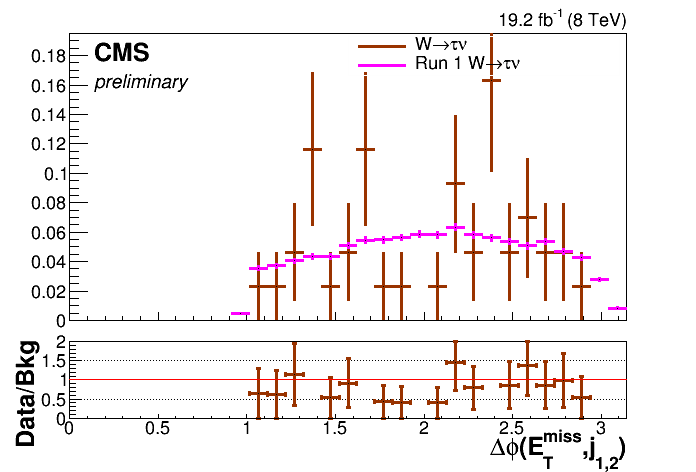 19.2 fb⁻¹ (8 TeV)
CMS
preliminary
W→τν
Run 1 W→τν
0.18
0.16
0.14
0.12
0.1
0.08
0.06
0.04
0.02
0
Data/Bkg
2
1.5
1
0.5
0
0 0.5 1 1.5 2 2.5 3
Δφ(E_T^miss,j_1,2)